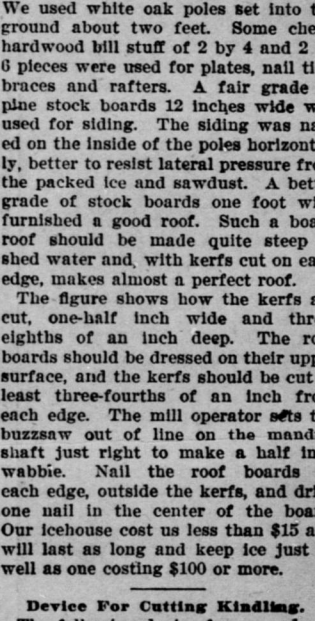 We used white oak poles set into t
ground about two feet. Some che
hardwood bill stuff of 2 by 4 and 2
6 pieces were used for plates, nail ti
braces and rafters. A fair grade
pine stock boards 12 inches wide w
used for siding. The siding was na
ed on the inside of the poles horizont
ly, better to resist lateral pressure fro
the packed ice and sawdust. A bet
grade of stock boards one foot wi
furnished a good roof. Such a boa
roof should be made quite steep
shed water and, with kerfs cut on ea
edge, makes almost a perfect roof.
The figure shows how the kerfs a
cut, one-half inch wide and thr
eighths of an inch deep. The ro
boards should be dressed on their upp
surface, and the kerfs should be cut
least three-fourths of an inch fro
each edge. The mill operator sets t
buzzsaw out of line on the mand
shaft just right to make a half in
wabble. Nail the roof boards
each edge, outside the kerfs, and dri
one nail in the center of the boa
Our icehouse cost us less than $15 a
will last as long and keep ice just
well as one costing $100 or more.
Device For Cutting Kindling.